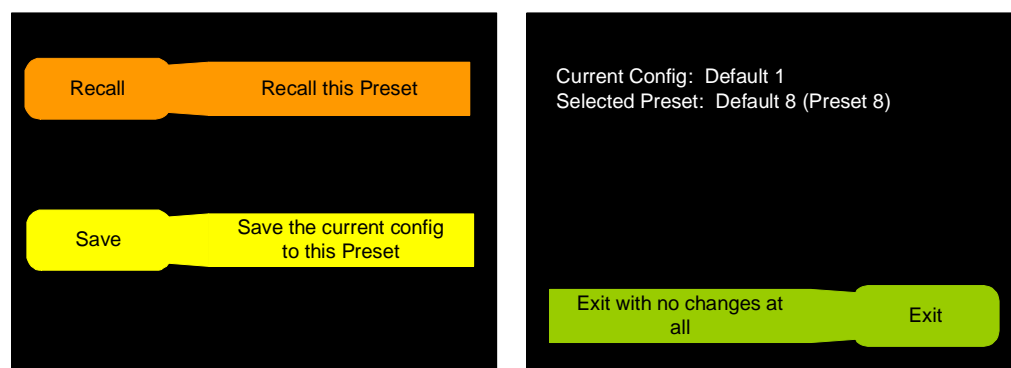 Recall
Recall this Preset
Save
Save the current config
to this Preset
Current Config:  Default 1
Selected Preset:  Default 8 (Preset 8)
Exit with no changes at
all
Exit